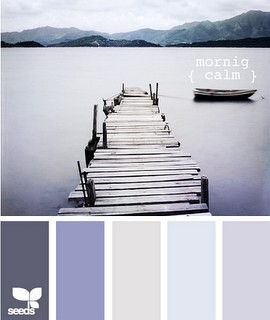 mornig
{ calm }
seeds